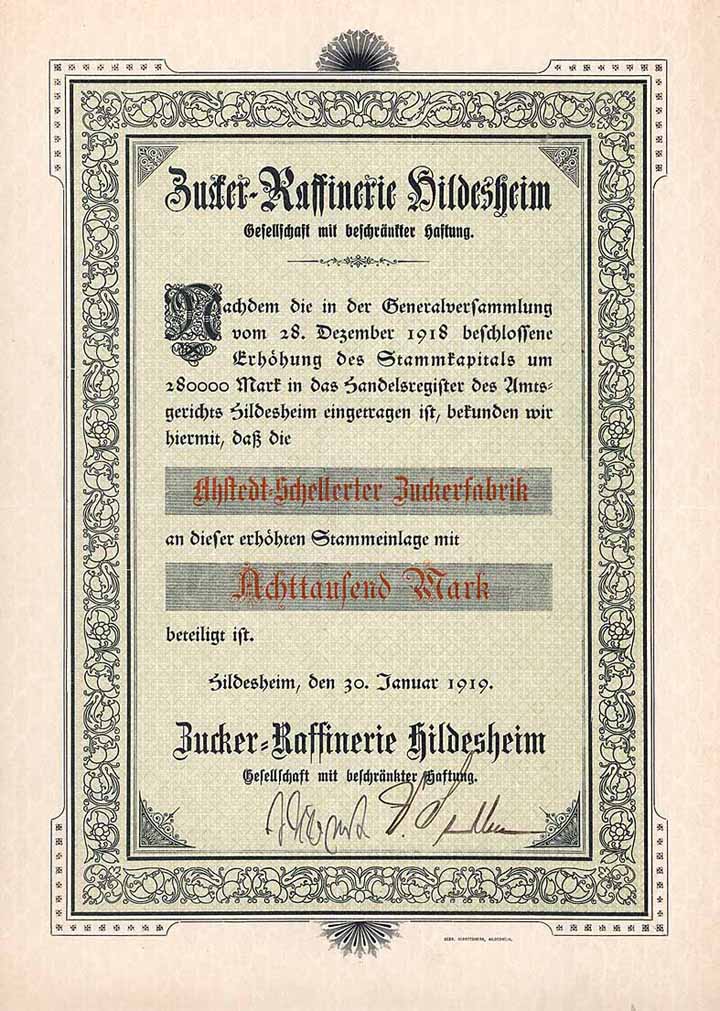 Zucker-Raffinerie Hildesheim
Gesellschaft mit beschränkter Haftung.
Nachdem die in der Generalversammlung
vom 28. Dezember 1918 beschlossene
Erhöhung des Stammkapitals um
280000 Mark in das Handelsregister des Amts-
gerichts Hildesheim eingetragen ist, bekunden wir
hiermit, daß die
Ahstedt-Schellerter Zuckerfabrik
an dieser erhöhten Stammeinlage mit
Achttausend Mark
beteiligt ist.
Hildesheim, den 30. Januar 1919.
Zucker-Raffinerie Hildesheim
Gesellschaft mit beschränkter Haftung.